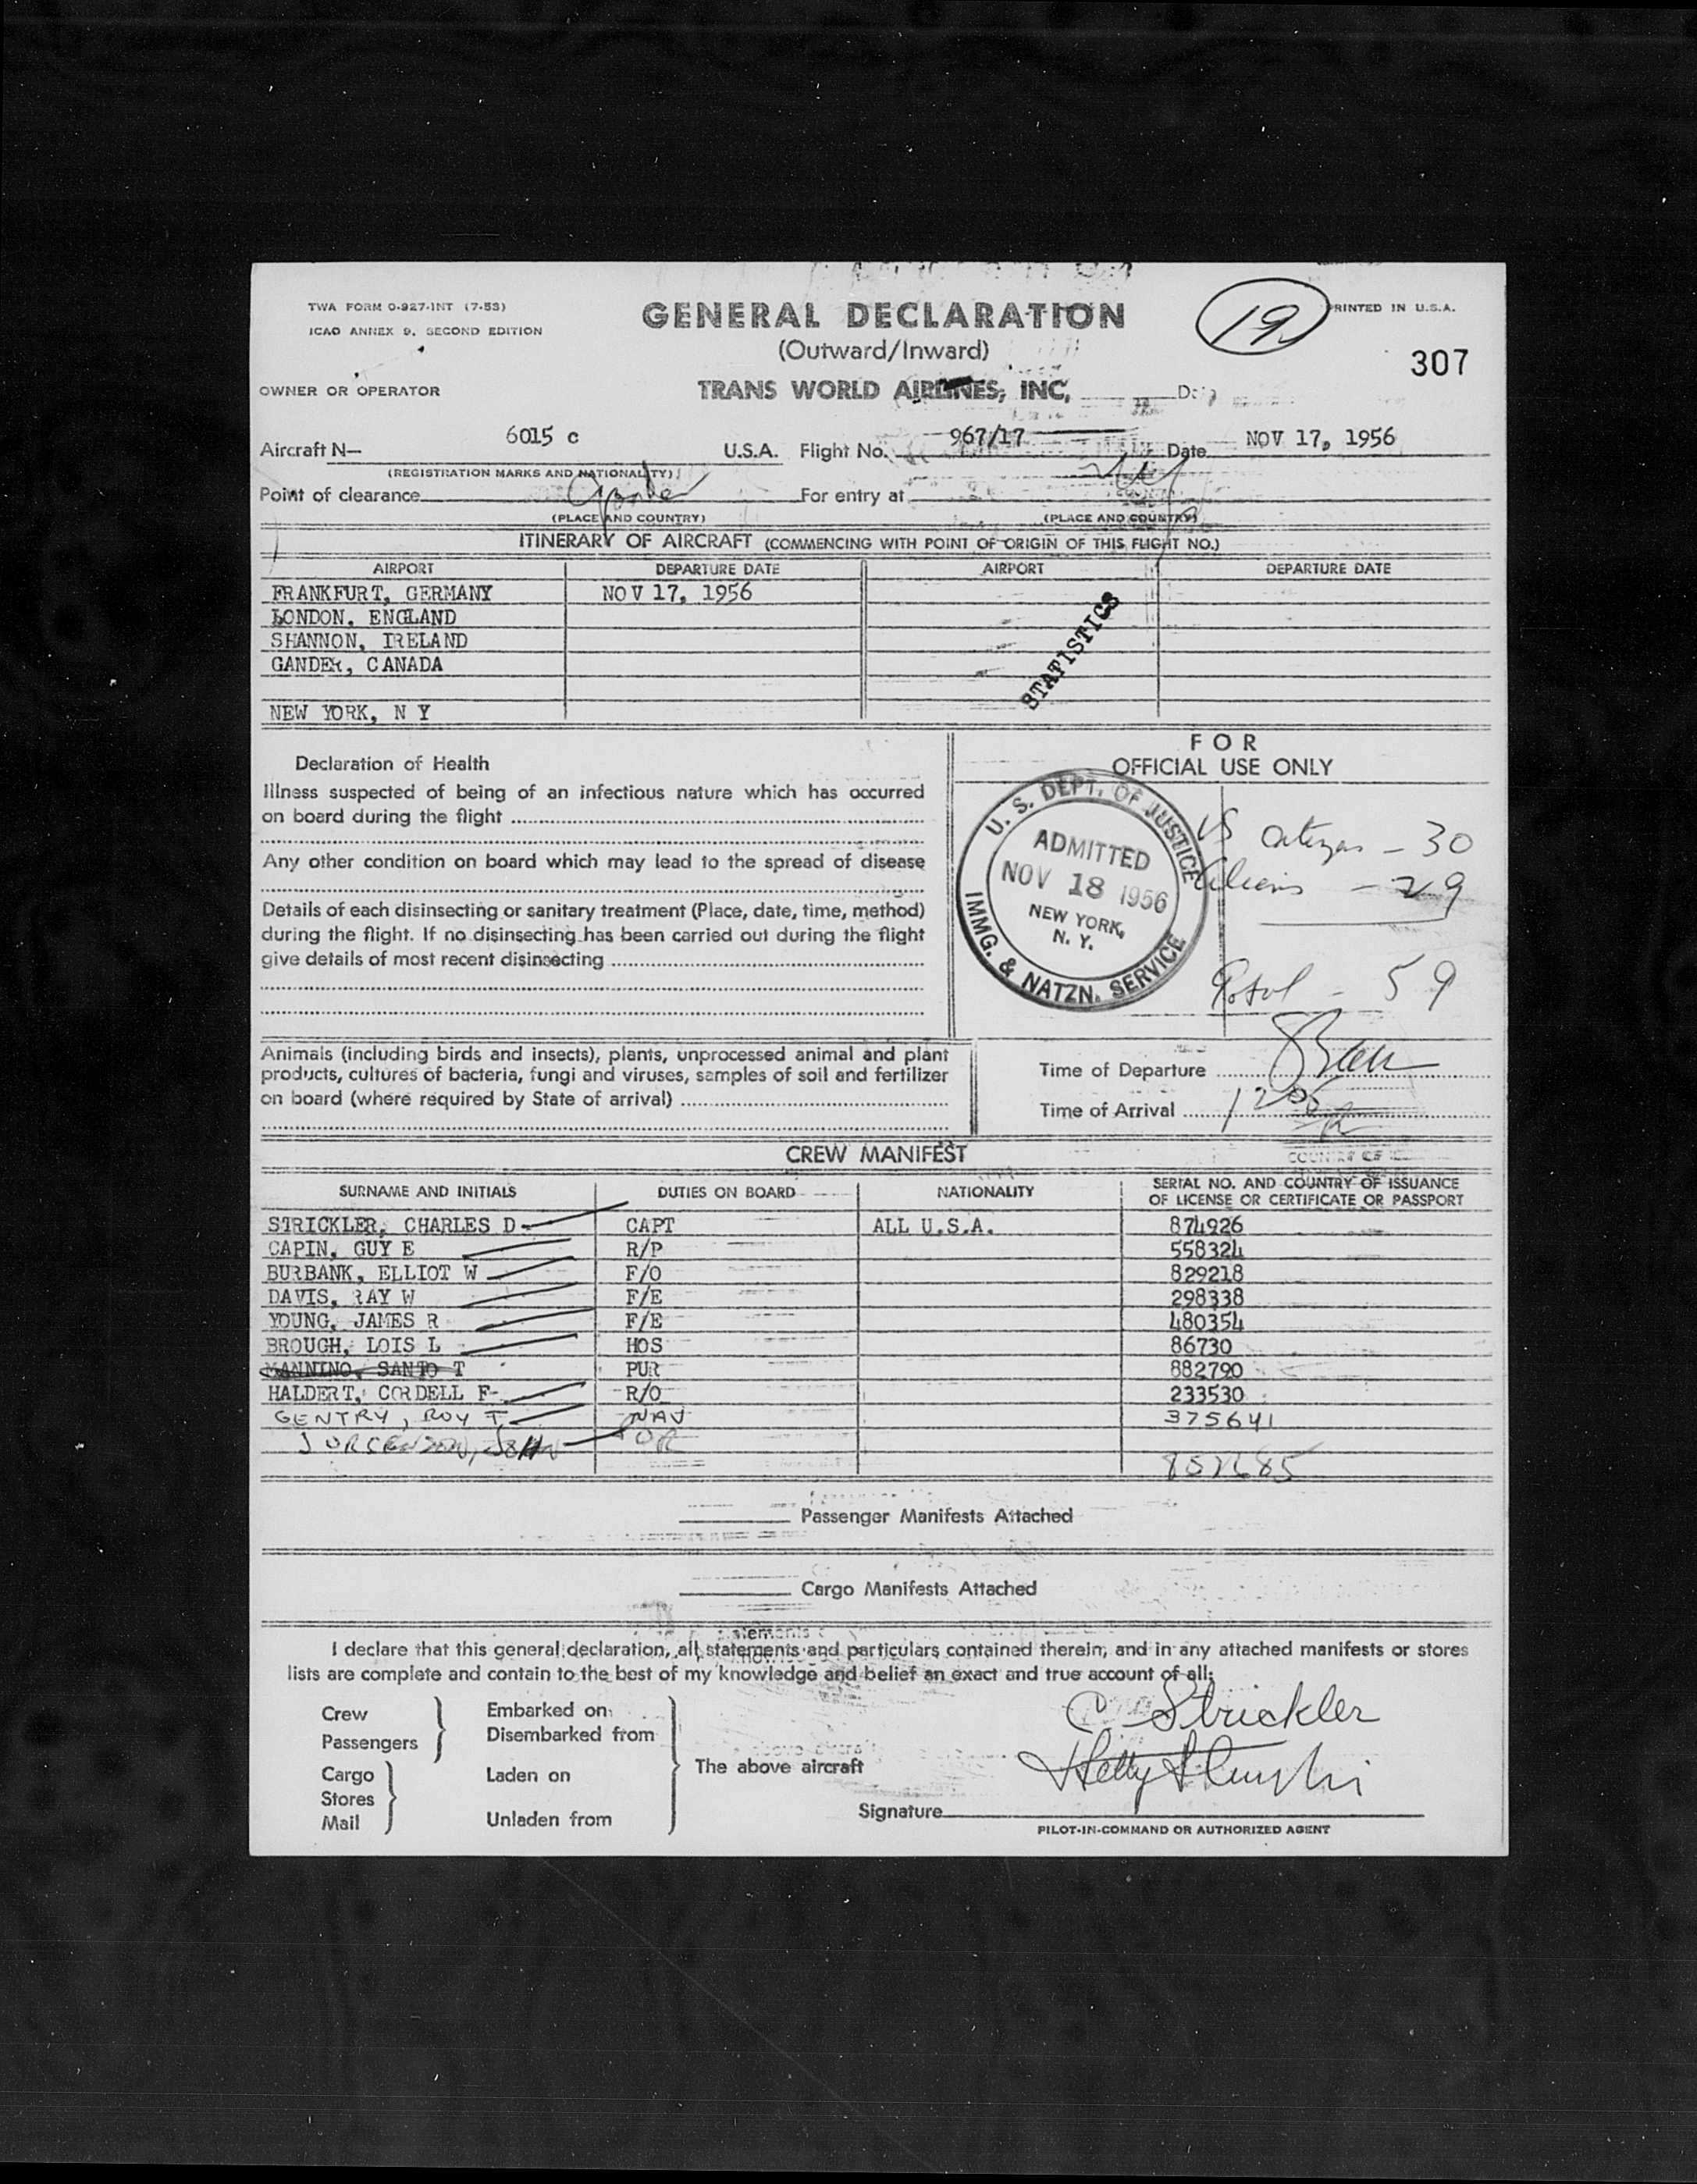 TWA FORM 0-927-INT (7-53)
ICAO ANNEX 9, SECOND EDITION
GENERAL DECLARATION
(Outward/Inward)
19
PRINTED IN U.S.A.
307
OWNER OR OPERATOR TRANS WORLD AIRLINES, INC.
Aircraft N— 6015 c U.S.A. Flight No. 967/17 Date NOV 17, 1956
(REGISTRATION MARKS AND NATIONALITY)
Point of clearance Gander For entry at NY
(PLACE AND COUNTRY) (PLACE AND COUNTRY)
ITINERARY OF AIRCRAFT (COMMENCING WITH POINT OF ORIGIN OF THIS FLIGHT NO.)
AIRPORT DEPARTURE DATE AIRPORT DEPARTURE DATE
FRANKFURT, GERMANY NOV 17, 1956
LONDON, ENGLAND
SHANNON, IRELAND
GANDER, CANADA
NEW YORK, N Y
STATISTICS
FOR
OFFICIAL USE ONLY
Declaration of Health
Illness suspected of being of an infectious nature which has occurred
on board during the flight
Any other condition on board which may lead to the spread of disease
Details of each disinsecting or sanitary treatment (Place, date, time, method)
during the flight. If no disinsecting has been carried out during the flight
give details of most recent disinsecting
U. S. DEPT. OF JUSTICE
ADMITTED
NOV 18 1956
NEW YORK,
N. Y.
IMMG. & NATZN. SERVICE
US citizens - 30
Aliens - 29
Total - 59
Animals (including birds and insects), plants, unprocessed animal and plant
products, cultures of bacteria, fungi and viruses, samples of soil and fertilizer
on board (where required by State of arrival)
Time of Departure
Time of Arrival
CREW MANIFEST
SURNAME AND INITIALS DUTIES ON BOARD NATIONALITY SERIAL NO. AND COUNTRY OF ISSUANCE
OF LICENSE OR CERTIFICATE OR PASSPORT
STRICKLER, CHARLES D CAPT ALL U.S.A. 874926
CAPIN, GUY E R/P 558324
BURBANK, ELLIOT W F/O 829218
DAVIS, RAY W F/E 298338
YOUNG, JAMES R F/E 480354
BROUGH, LOIS L HOS 86730
MANNINO, SANTO T PUR 882790
HALDERT, CORDELL F R/O 233530
GENTRY, ROY T NAV 375641
JORGENSON, JOHN PUR
Passenger Manifests Attached
Cargo Manifests Attached
I declare that this general declaration, all statements and particulars contained therein, and in any attached manifests or stores
lists are complete and contain to the best of my knowledge and belief an exact and true account of all:
Crew
Passengers
Embarked on
Disembarked from
Cargo
Stores
Mail
Laden on
Unladen from
The above aircraft
C Strickler
Signature
PILOT-IN-COMMAND OR AUTHORIZED AGENT